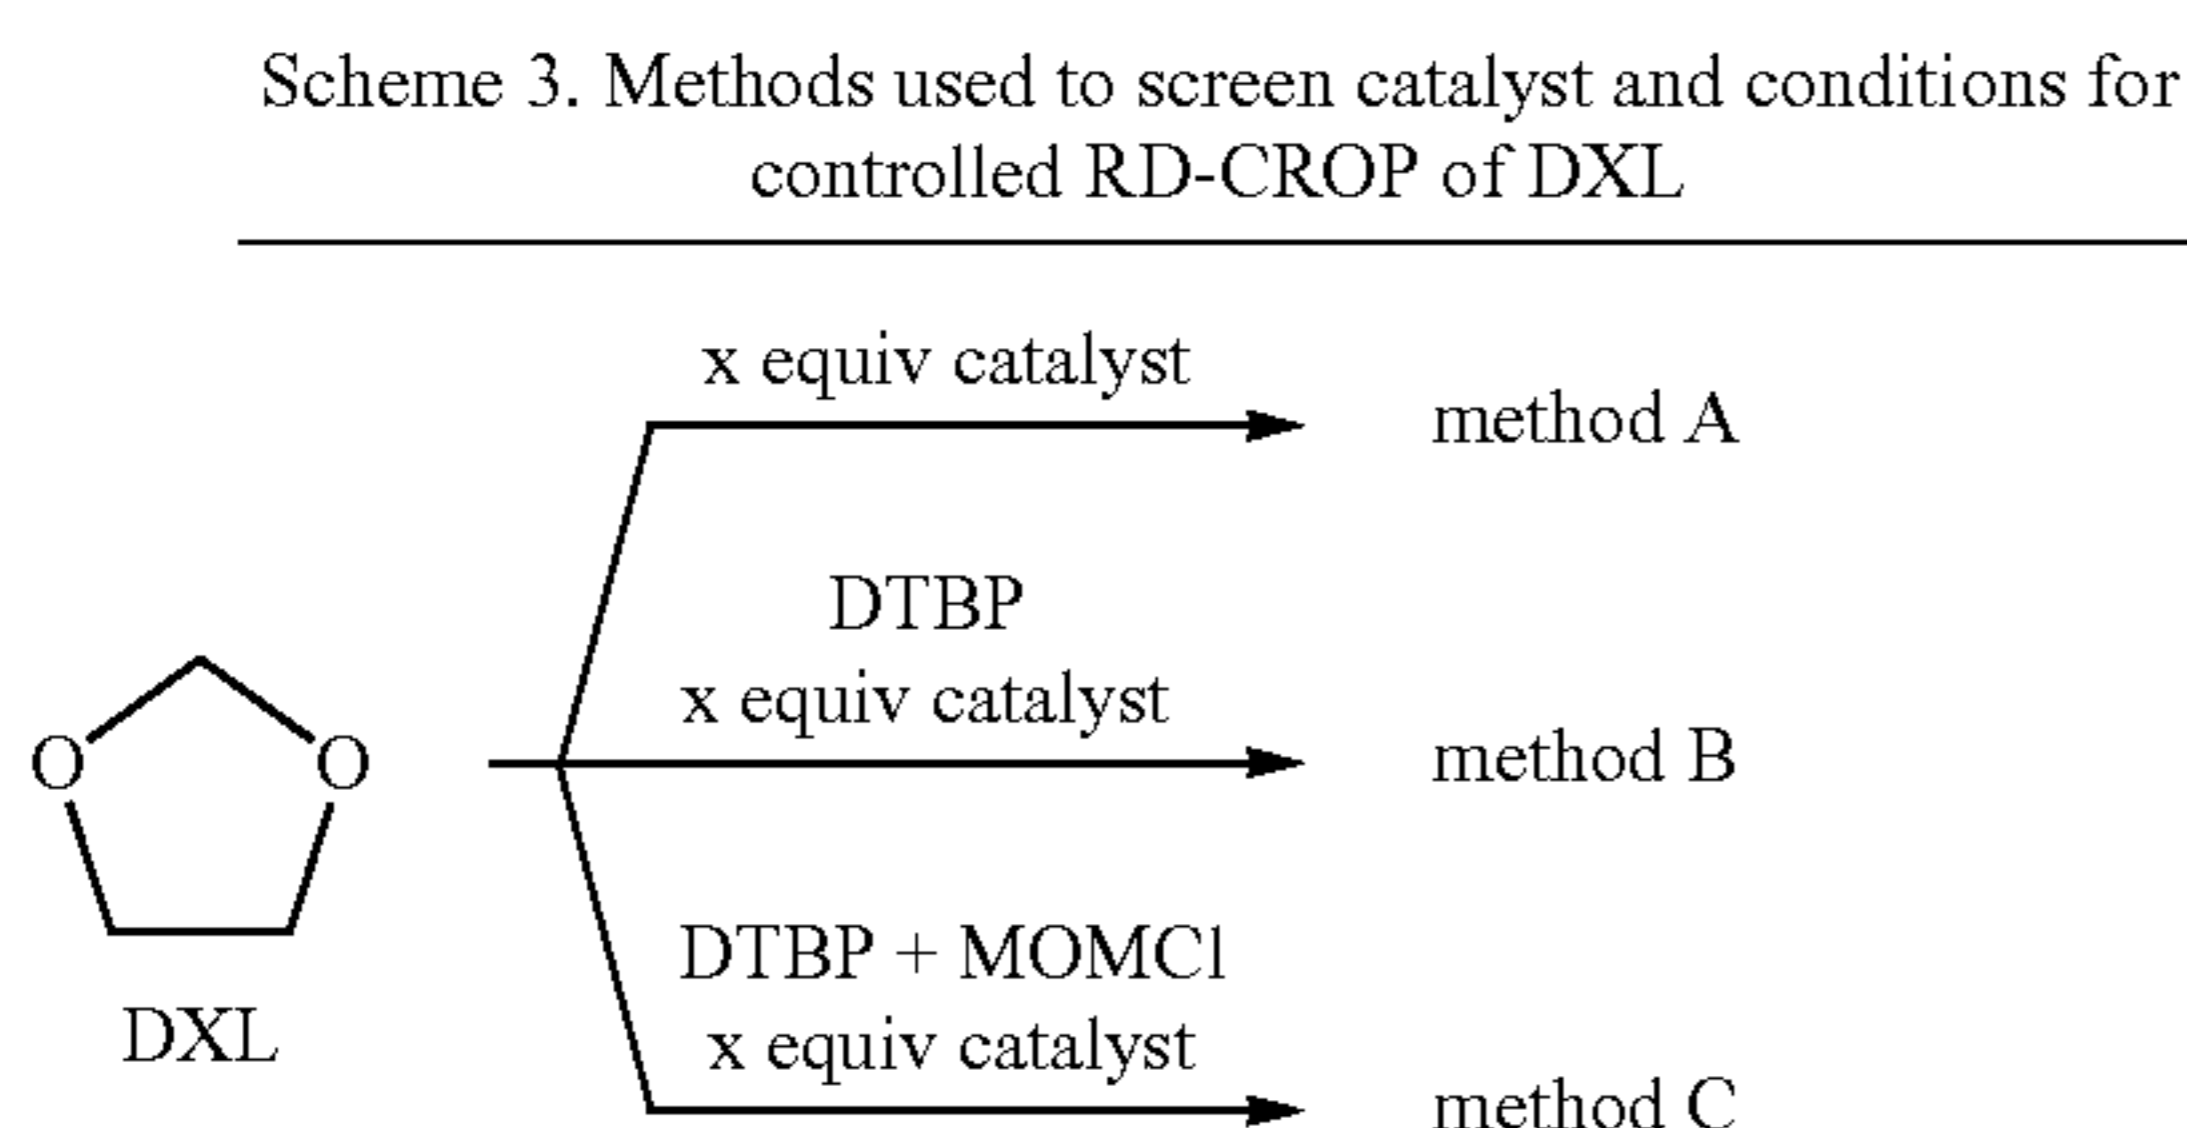 Scheme 3. Methods used to screen catalyst and conditions for
controlled RD-CROP of DXL
x equiv catalyst
method A
DTBP
x equiv catalyst
method B
O
O
DXL
DTBP + MOMCl
x equiv catalyst
method C